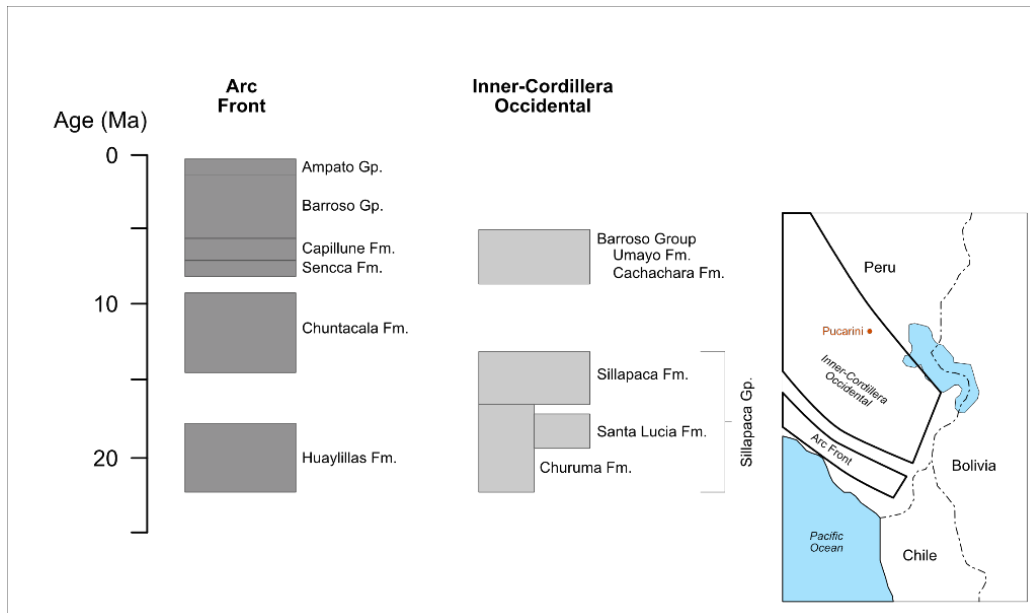 Arc
Front
Inner-Cordillera
Occidental
Age (Ma)
0
10
20
Ampato Gp.
Barroso Gp.
Capillune Fm.
Sencca Fm.
Chuntacala Fm.
Huaylillas Fm.
Barroso Group
Umayo Fm.
Cachachara Fm.
Sillapaca Fm.
Santa Lucia Fm.
Churuma Fm.
Sillapaca Gp.
Peru
Pucarini
Inner-Cordillera
Occidental
Arc Front
Bolivia
Pacific
Ocean
Chile